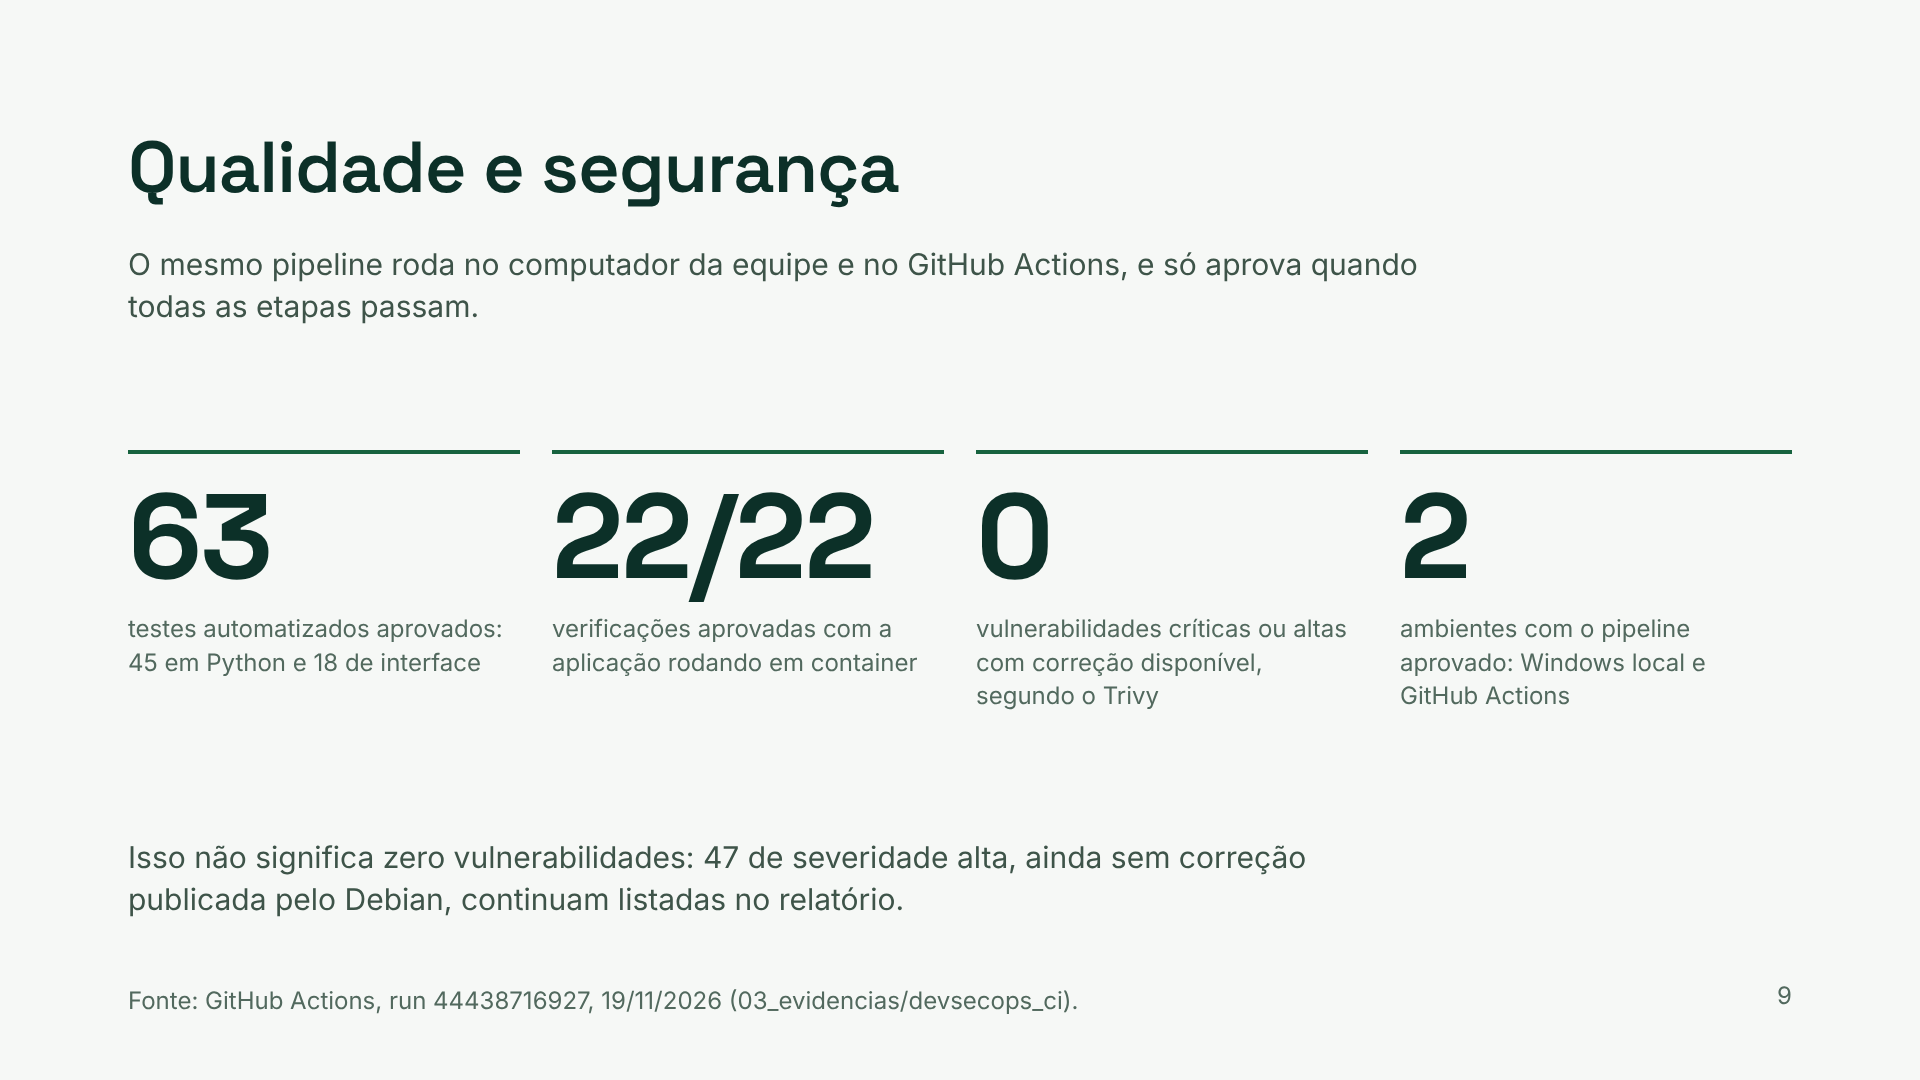 Qualidade e segurança
O mesmo pipeline roda no computador da equipe e no GitHub Actions, e só aprova quando
todas as etapas passam.
63
testes automatizados aprovados:
45 em Python e 18 de interface
22/22
verificações aprovadas com a
aplicação rodando em container
0
vulnerabilidades críticas ou altas
com correção disponível,
segundo o Trivy
2
ambientes com o pipeline
aprovado: Windows local e
GitHub Actions
Isso não significa zero vulnerabilidades: 47 de severidade alta, ainda sem correção
publicada pelo Debian, continuam listadas no relatório.
Fonte: GitHub Actions, run 44438716927, 19/11/2026 (03_evidencias/devsecops_ci).
9